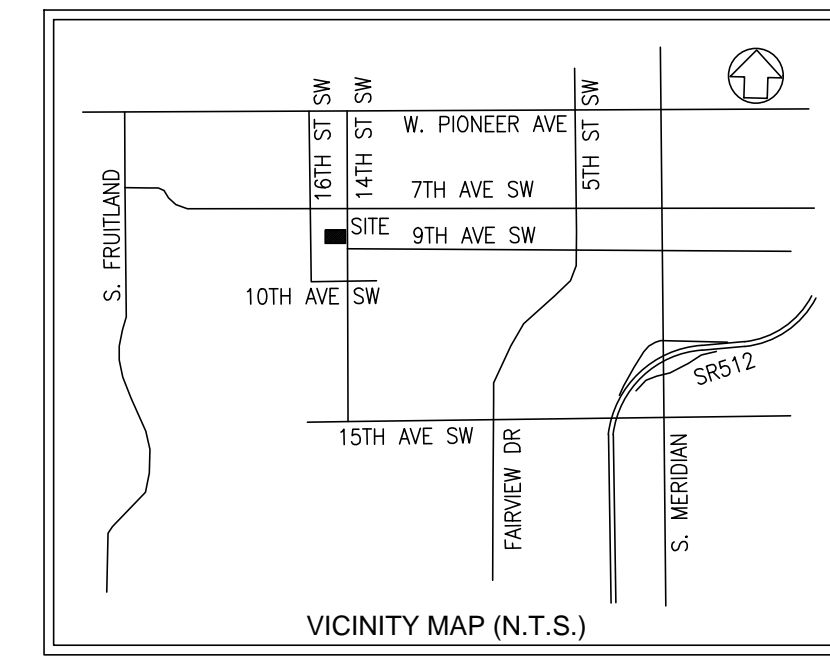 16TH ST SW
14TH ST SW
W. PIONEER AVE
5TH ST SW
S. FRUITLAND
7TH AVE SW
SITE
9TH AVE SW
10TH AVE SW
SR512
15TH AVE SW
FAIRVIEW DR
S. MERIDIAN
VICINITY MAP (N.T.S.)